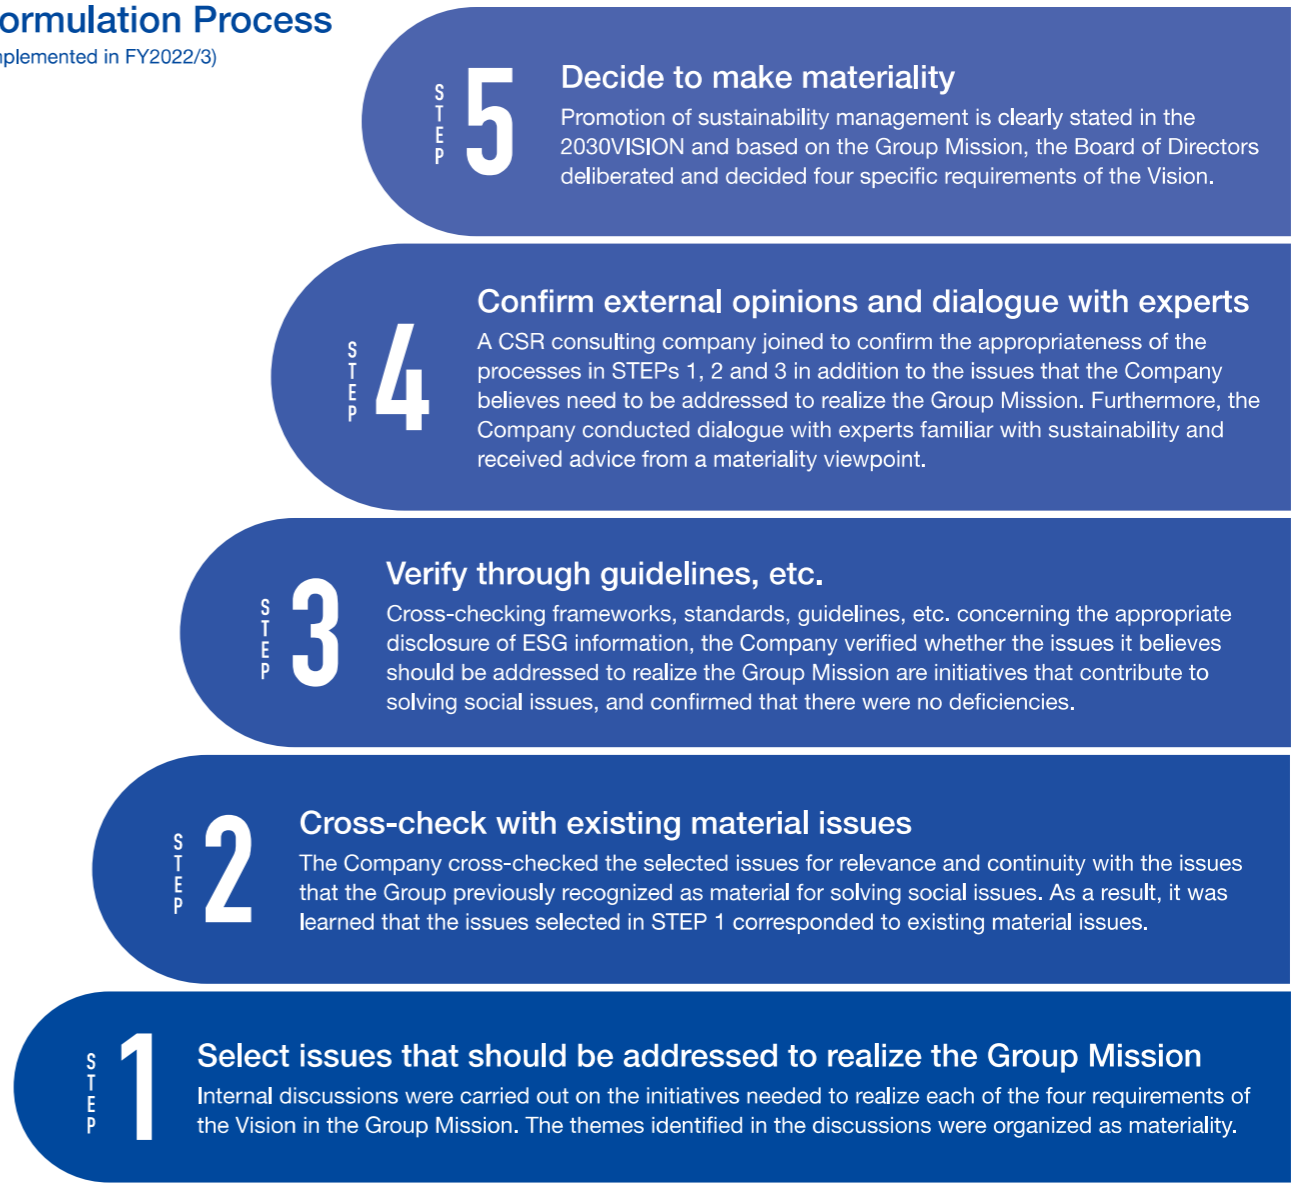 ormulation Process
mplemented in FY2022/3)
STEP 5
Decide to make materiality
Promotion of sustainability management is clearly stated in the
2030VISION and based on the Group Mission, the Board of Directors
deliberated and decided four specific requirements of the Vision.
STEP 4
Confirm external opinions and dialogue with experts
A CSR consulting company joined to confirm the appropriateness of the
processes in STEPs 1, 2 and 3 in addition to the issues that the Company
believes need to be addressed to realize the Group Mission. Furthermore, the
Company conducted dialogue with experts familiar with sustainability and
received advice from a materiality viewpoint.
STEP 3
Verify through guidelines, etc.
Cross-checking frameworks, standards, guidelines, etc. concerning the appropriate
disclosure of ESG information, the Company verified whether the issues it believes
should be addressed to realize the Group Mission are initiatives that contribute to
solving social issues, and confirmed that there were no deficiencies.
STEP 2
Cross-check with existing material issues
The Company cross-checked the selected issues for relevance and continuity with the issues
that the Group previously recognized as material for solving social issues. As a result, it was
learned that the issues selected in STEP 1 corresponded to existing material issues.
STEP 1
Select issues that should be addressed to realize the Group Mission
Internal discussions were carried out on the initiatives needed to realize each of the four requirements of
the Vision in the Group Mission. The themes identified in the discussions were organized as materiality.